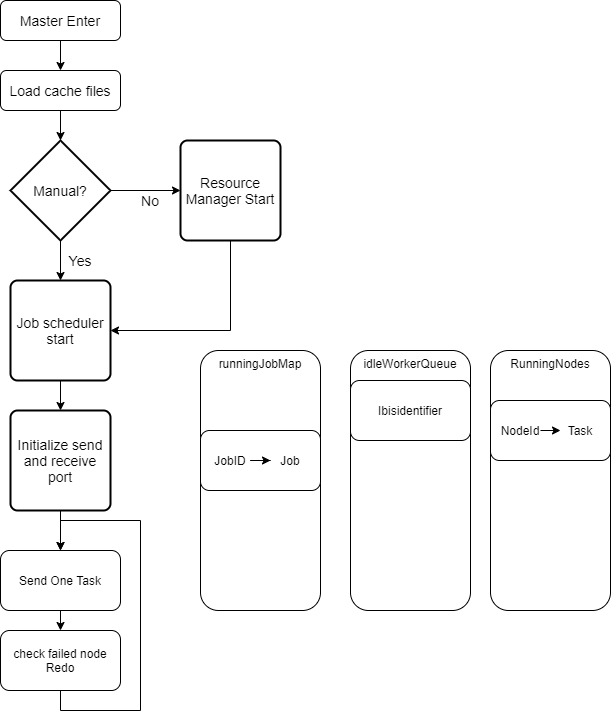 Master Enter
Load cache files
Manual?
No
Resource
Manager Start
Yes
Job scheduler
start
Initialize send
and receive
port
Send One Task
check failed node
Redo
runningJobMap
JobID
Job
idleWorkerQueue
Ibisidentifier
RunningNodes
NodeId
Task